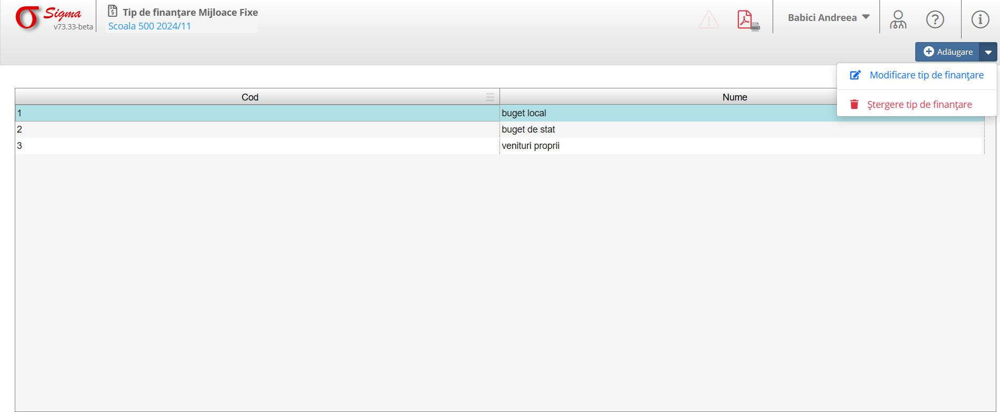 Sigma
v73.33-beta
Tip de finanţare Mijloace Fixe
Scoala 500 2024/11
Babici Andreea
Adăugare
Modificare tip de finanţare
Ştergere tip de finanţare
Cod Nume
1 buget local
2 buget de stat
3 venituri proprii